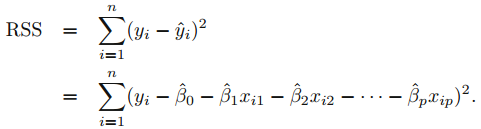 RSS = \sum_{i=1}^{n} (y_i - \hat{y}_i)^2
= \sum_{i=1}^{n} (y_i - \hat{\beta}_0 - \hat{\beta}_1 x_{i1} - \hat{\beta}_2 x_{i2} - \cdots - \hat{\beta}_p x_{ip})^2.